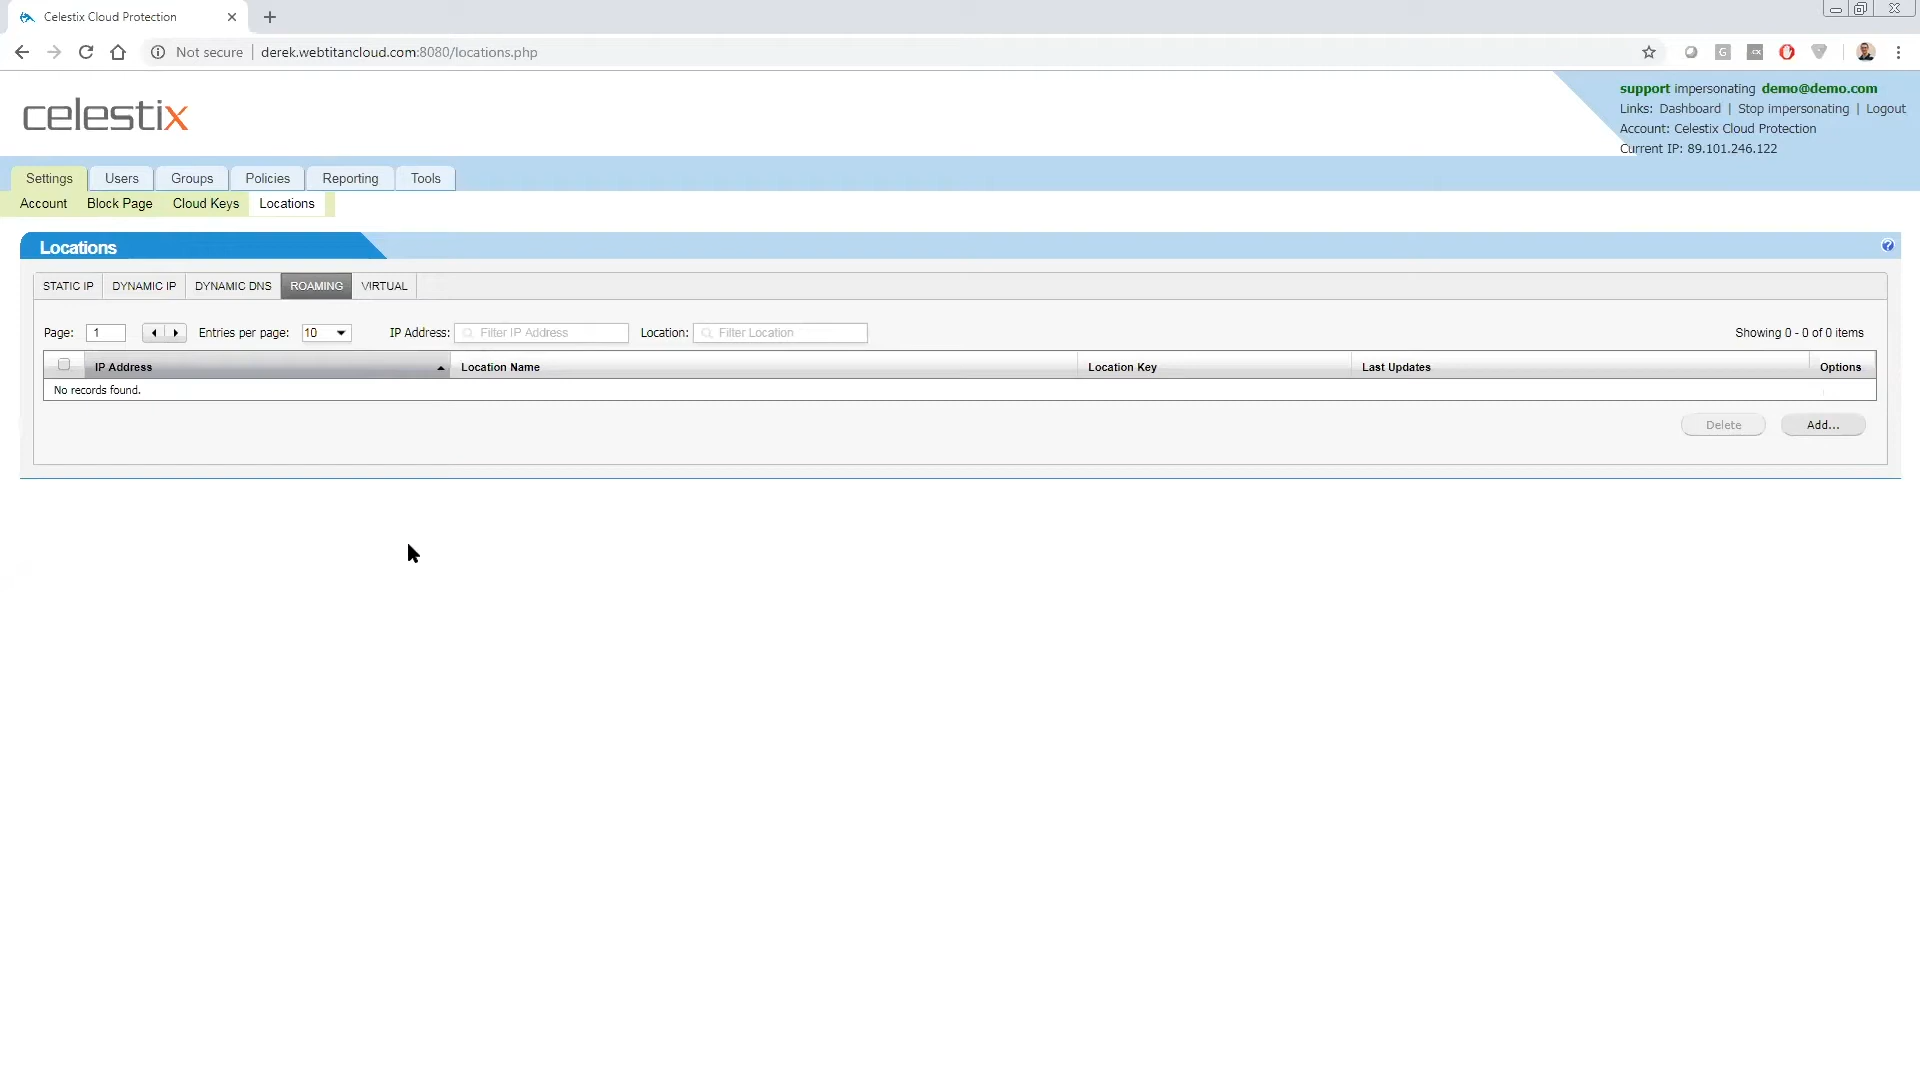 Celestix Cloud Protection
Not secure derek.webtitancloud.com:8080/locations.php
celestix
support impersonating demo@demo.com
Links: Dashboard | Stop impersonating | Logout
Account: Celestix Cloud Protection
Current IP: 89.101.246.122
Settings Users Groups Policies Reporting Tools
Account Block Page Cloud Keys Locations
Locations ?
STATIC IP DYNAMIC IP DYNAMIC DNS ROAMING VIRTUAL
Page: 1 Entries per page: 10 IP Address: Filter IP Address Location: Filter Location Showing 0 - 0 of 0 items
IP Address Location Name Location Key Last Updates Options
No records found.
Delete Add...